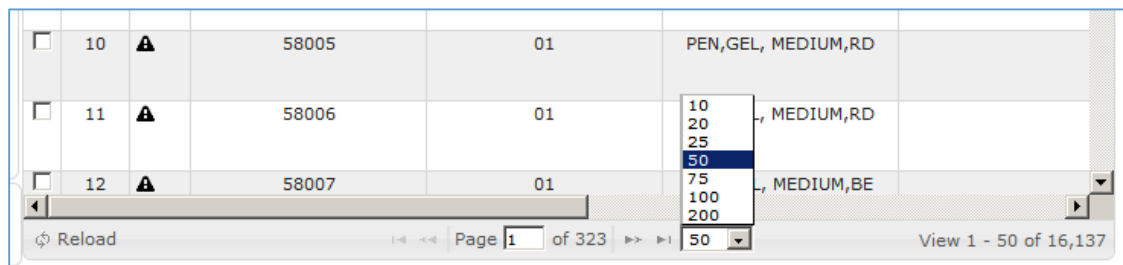 10 58005 01 PEN,GEL, MEDIUM,RD
11 58006 01 L, MEDIUM,RD
12 58007 01 L, MEDIUM,BE
10
20
25
50
75
100
200
Reload Page 1 of 323 50 View 1 - 50 of 16,137